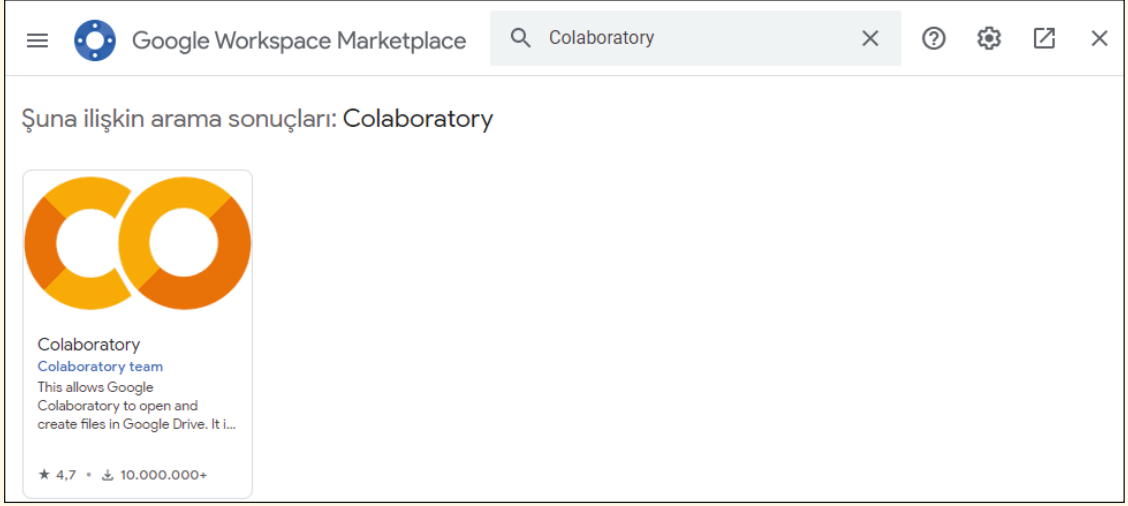 Google Workspace Marketplace
Colaboratory
Şuna ilişkin arama sonuçları: Colaboratory
Colaboratory
Colaboratory team
This allows Google
Colaboratory to open and
create files in Google Drive. It i...
★ 4,7 • 10.000.000+